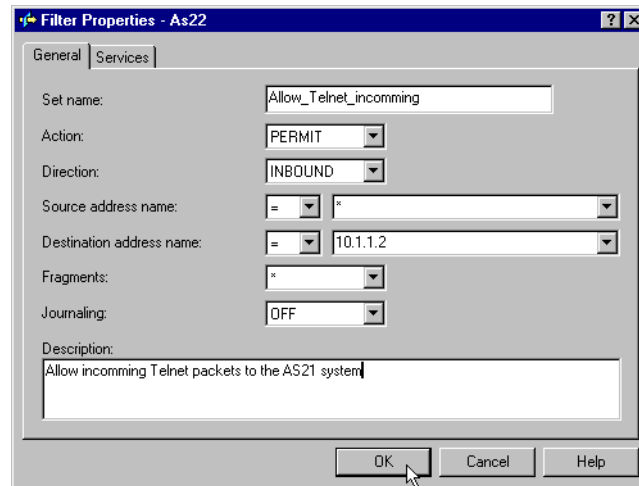 Filter Properties - As22
General Services
Set name: Allow_Telnet_incomming
Action: PERMIT
Direction: INBOUND
Source address name: = *
Destination address name: = 10.1.1.2
Fragments: *
Journaling: OFF
Description:
Allow incomming Telnet packets to the AS21 system
OK Cancel Help